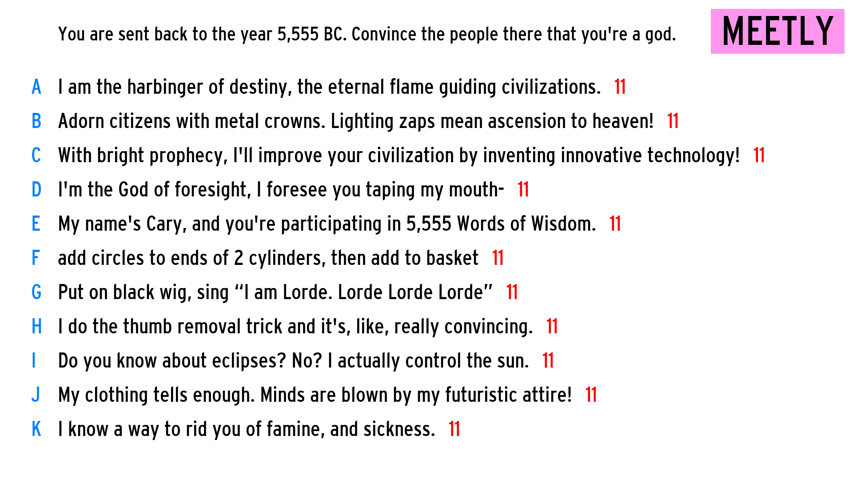 You are sent back to the year 5,555 BC. Convince the people there that you're a god.
MEETLY
A I am the harbinger of destiny, the eternal flame guiding civilizations. 11
B Adorn citizens with metal crowns. Lighting zaps mean ascension to heaven! 11
C With bright prophecy, I'll improve your civilization by inventing innovative technology! 11
D I'm the God of foresight, I foresee you taping my mouth- 11
E My name's Cary, and you're participating in 5,555 Words of Wisdom. 11
F add circles to ends of 2 cylinders, then add to basket 11
G Put on black wig, sing “I am Lorde. Lorde Lorde Lorde” 11
H I do the thumb removal trick and it's, like, really convincing. 11
I Do you know about eclipses? No? I actually control the sun. 11
J My clothing tells enough. Minds are blown by my futuristic attire! 11
K I know a way to rid you of famine, and sickness. 11